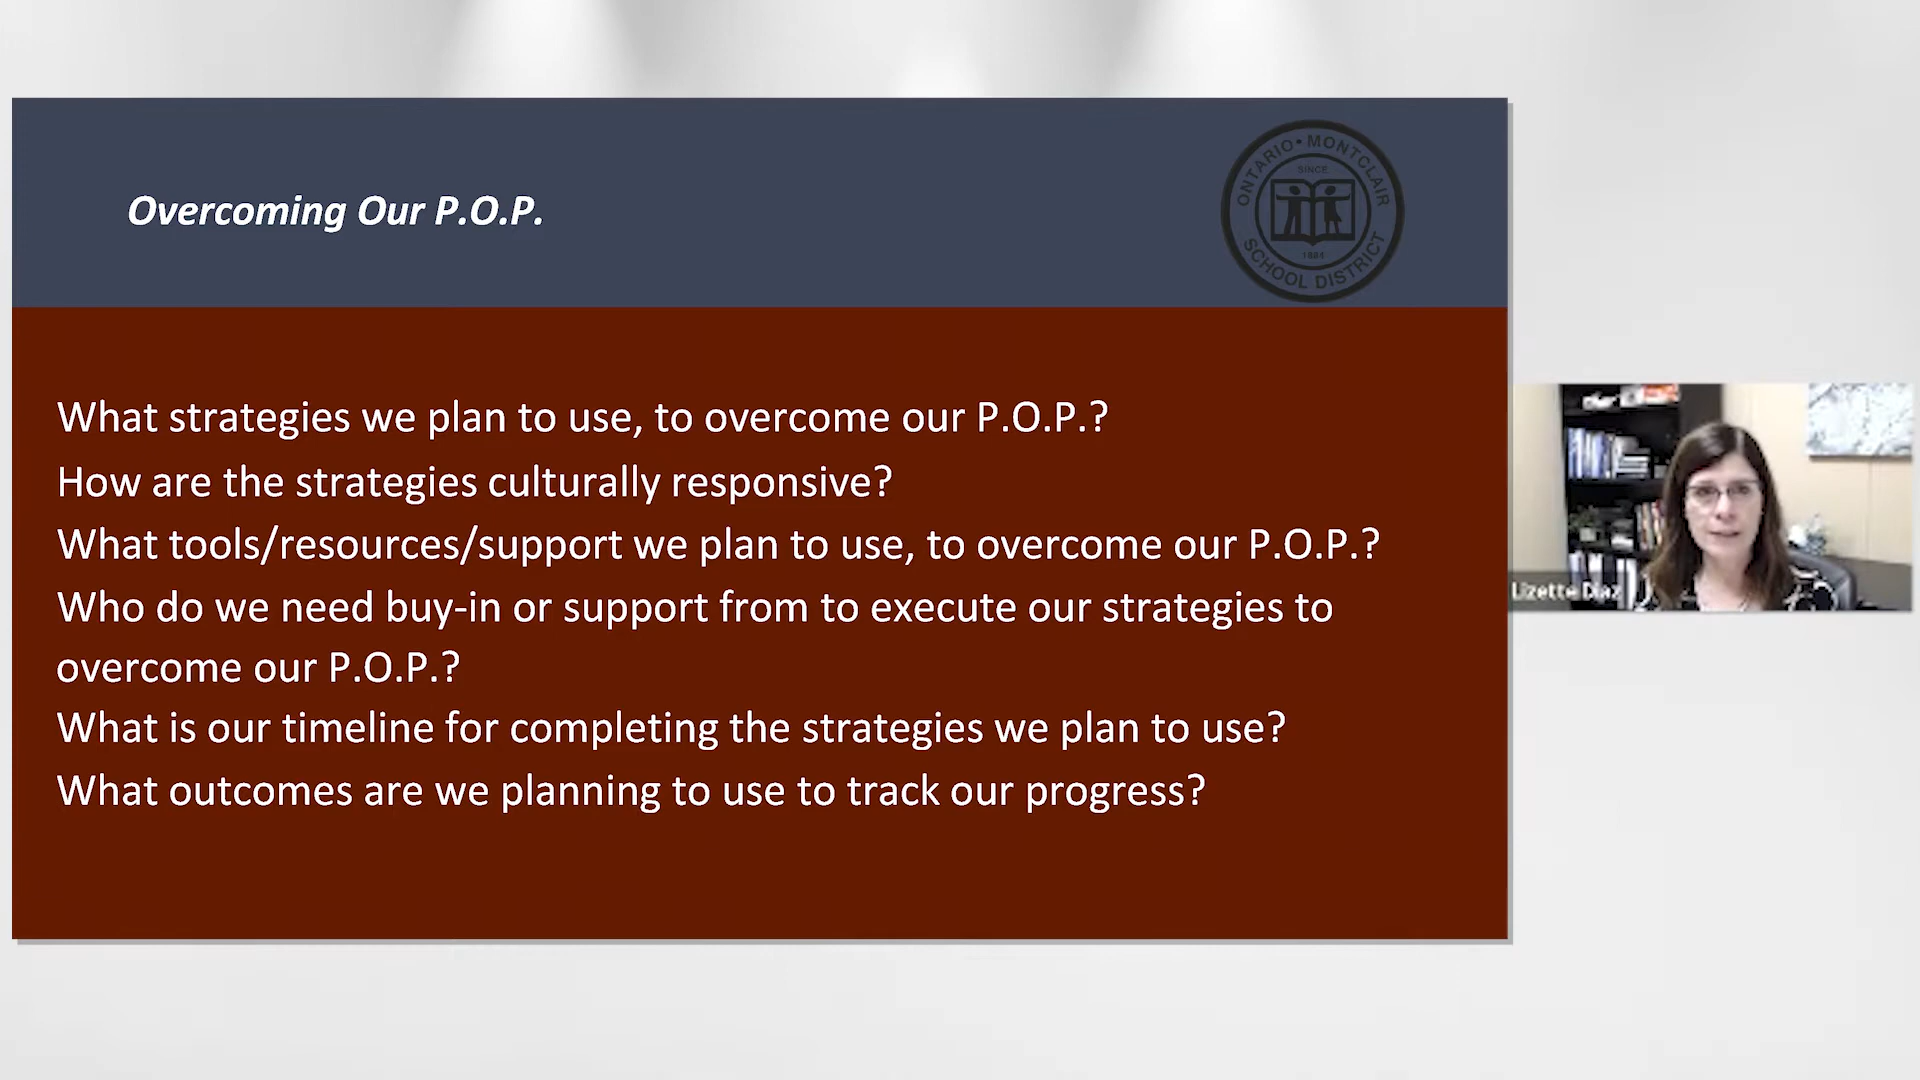 Overcoming Our P.O.P.
ONTARIO • MONTCLAIR
SINCE
1884
SCHOOL DISTRICT
What strategies we plan to use, to overcome our P.O.P.?
How are the strategies culturally responsive?
What tools/resources/support we plan to use, to overcome our P.O.P.?
Who do we need buy-in or support from to execute our strategies to
overcome our P.O.P.?
What is our timeline for completing the strategies we plan to use?
What outcomes are we planning to use to track our progress?
Lizette Diaz